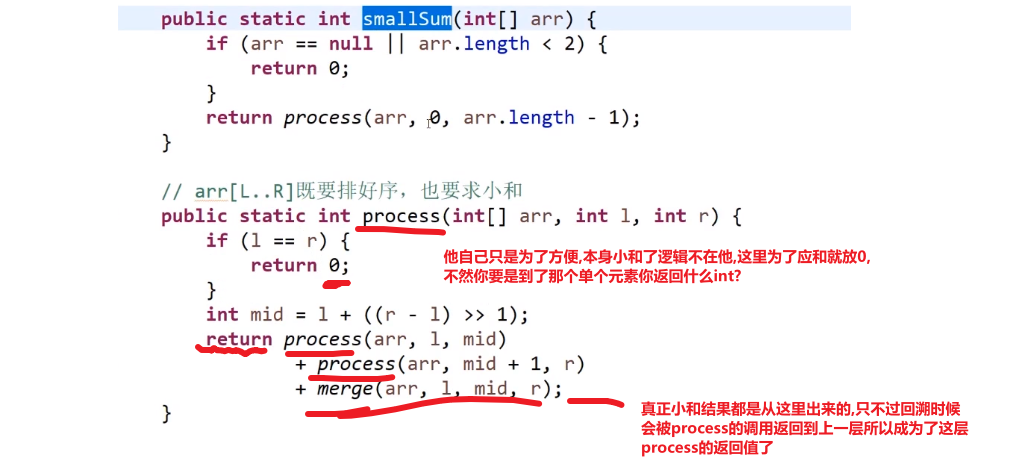 public static int smallSum(int[] arr) {
if (arr == null || arr.length < 2) {
return 0;
}
return process(arr, 0, arr.length - 1);
}
// arr[L..R]既要排好序，也要求小和
public static int process(int[] arr, int l, int r) {
if (l == r) {
return 0;
他自己只是为了方便,本身小和了逻辑不在他,这里为了应和就放0,
不然你要是到了那个单个元素你返回什么int?
}
int mid = l + ((r - l) >> 1);
return process(arr, l, mid)
+ process(arr, mid + 1, r)
+ merge(arr, l, mid, r);
真正小和结果都是从这里出来的,只不过回溯时候
会被process的调用返回到上一层所以成为了这层
process的返回值了
}